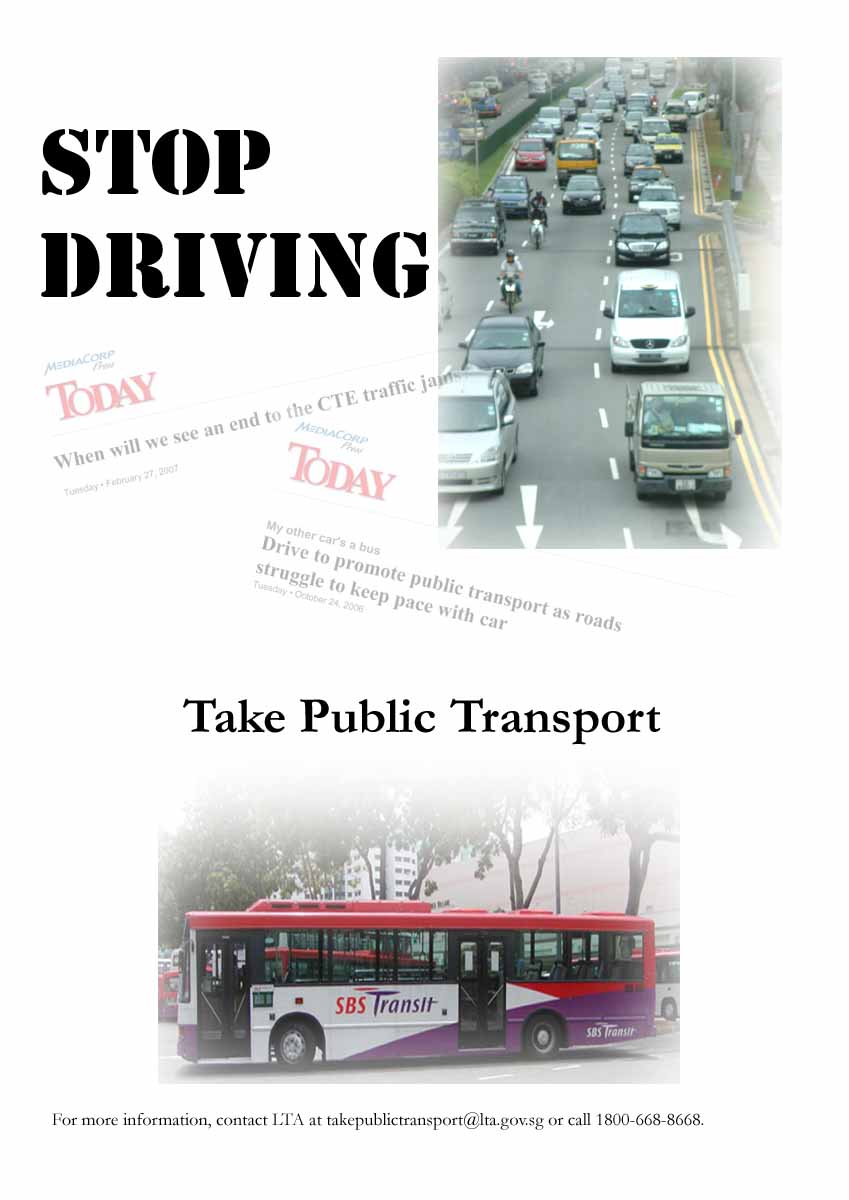 STOP
DRIVING
MEDIACORP
Press
TODAY
When will we see an end to the CTE traffic jams
Tuesday • February 27, 2007
MEDIACORP
Press
TODAY
My other car's a bus
Drive to promote public transport as roads
struggle to keep pace with car
Tuesday • October 24, 2006
Take Public Transport
SBS Transit
SBS Transit
For more information, contact LTA at takepublictransport@lta.gov.sg or call 1800-668-8668.